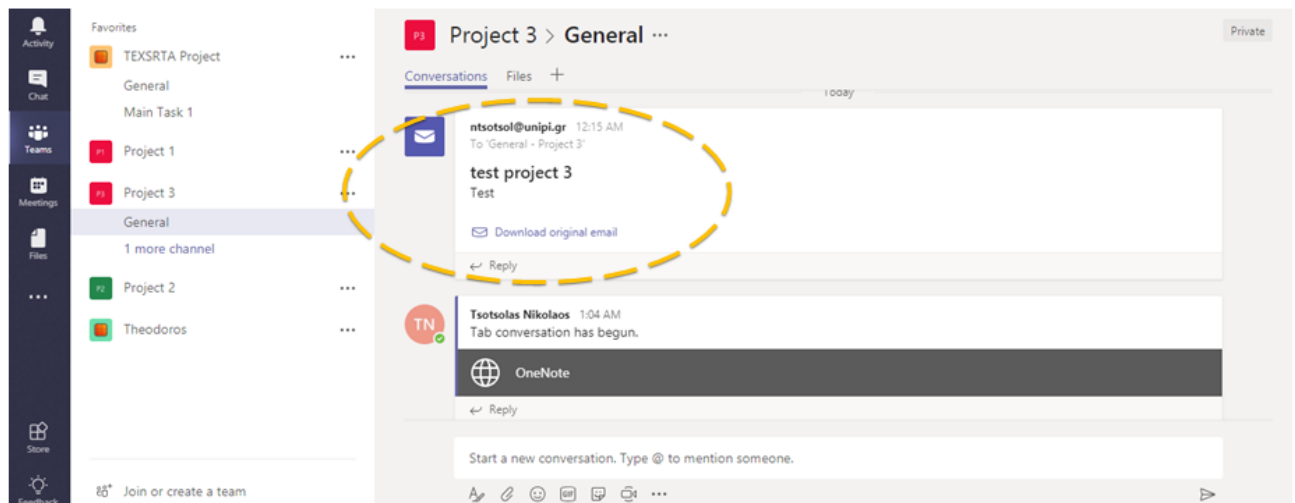 Activity
Chat
Teams
Meetings
Files
Store
Feedback
Favorites
TEXSRTA Project
General
Main Task 1
P1 Project 1
P3 Project 3
General
1 more channel
P2 Project 2
Theodoros
Join or create a team
P3 Project 3 > General
Private
Conversations Files +
Today
ntsotsol@unipi.gr 12:15 AM
To 'General - Project 3'
test project 3
Test
Download original email
Reply
TN Tsotsolas Nikolaos 1:04 AM
Tab conversation has begun.
OneNote
Reply
Start a new conversation. Type @ to mention someone.
GIF